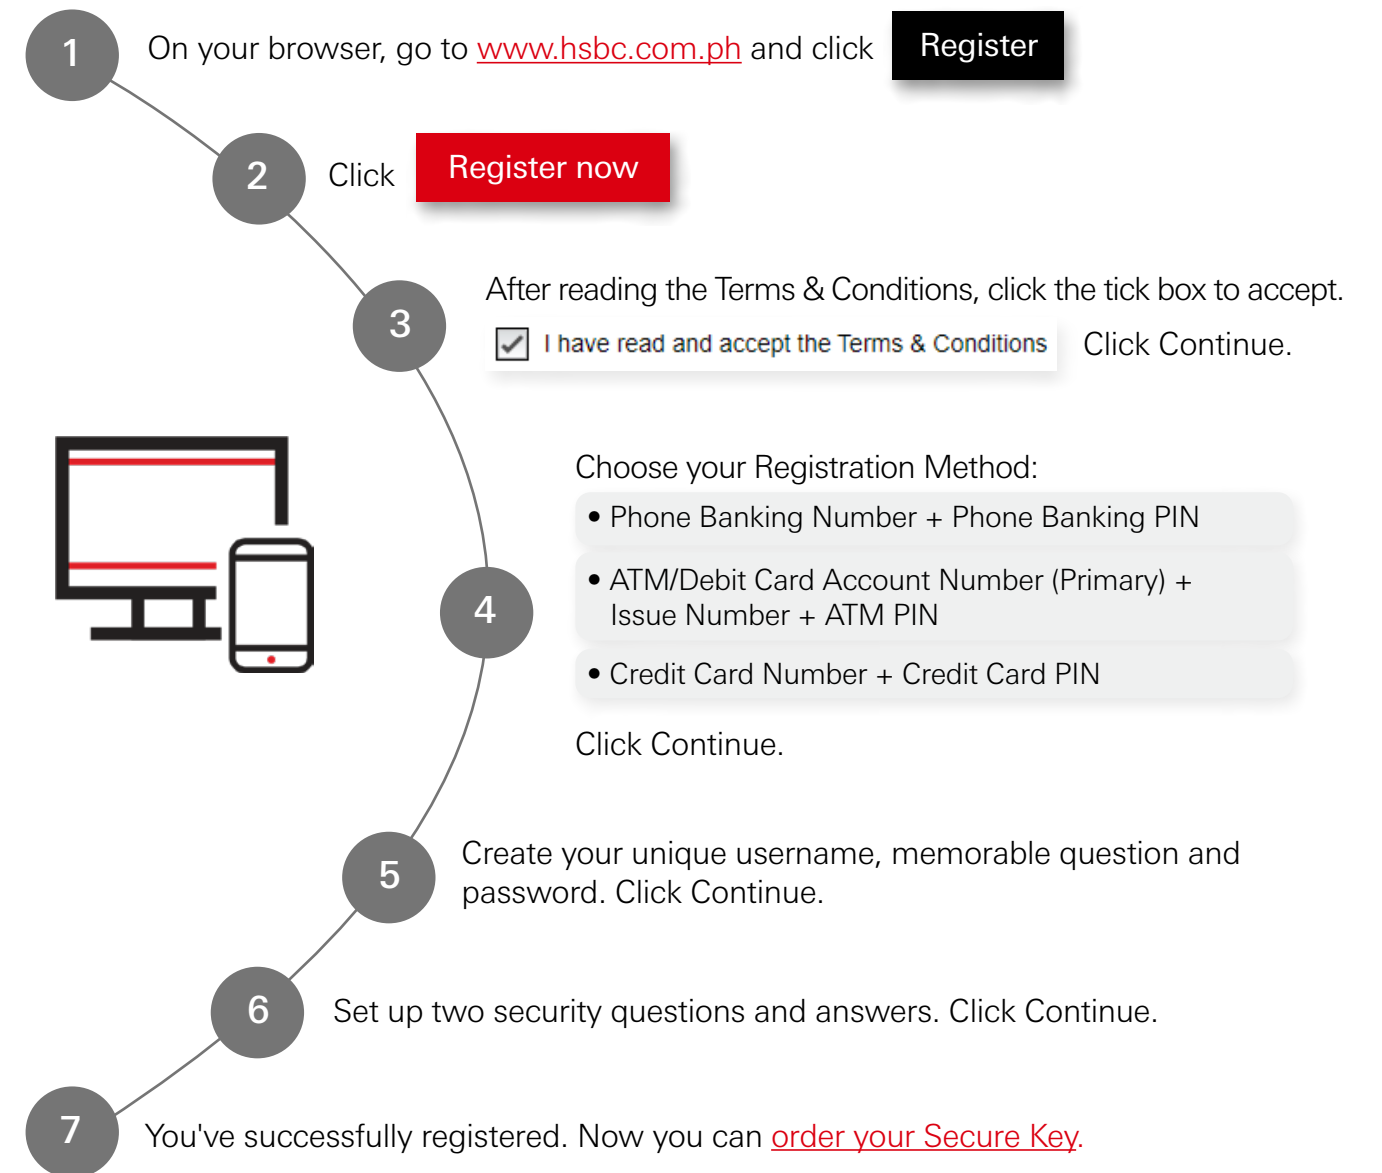 1
On your browser, go to www.hsbc.com.ph and click Register
2
Click Register now
3
After reading the Terms & Conditions, click the tick box to accept.
I have read and accept the Terms & Conditions Click Continue.
4
Choose your Registration Method:
• Phone Banking Number + Phone Banking PIN
• ATM/Debit Card Account Number (Primary) +
Issue Number + ATM PIN
• Credit Card Number + Credit Card PIN
Click Continue.
5
Create your unique username, memorable question and
password. Click Continue.
6
Set up two security questions and answers. Click Continue.
7
You've successfully registered. Now you can order your Secure Key.